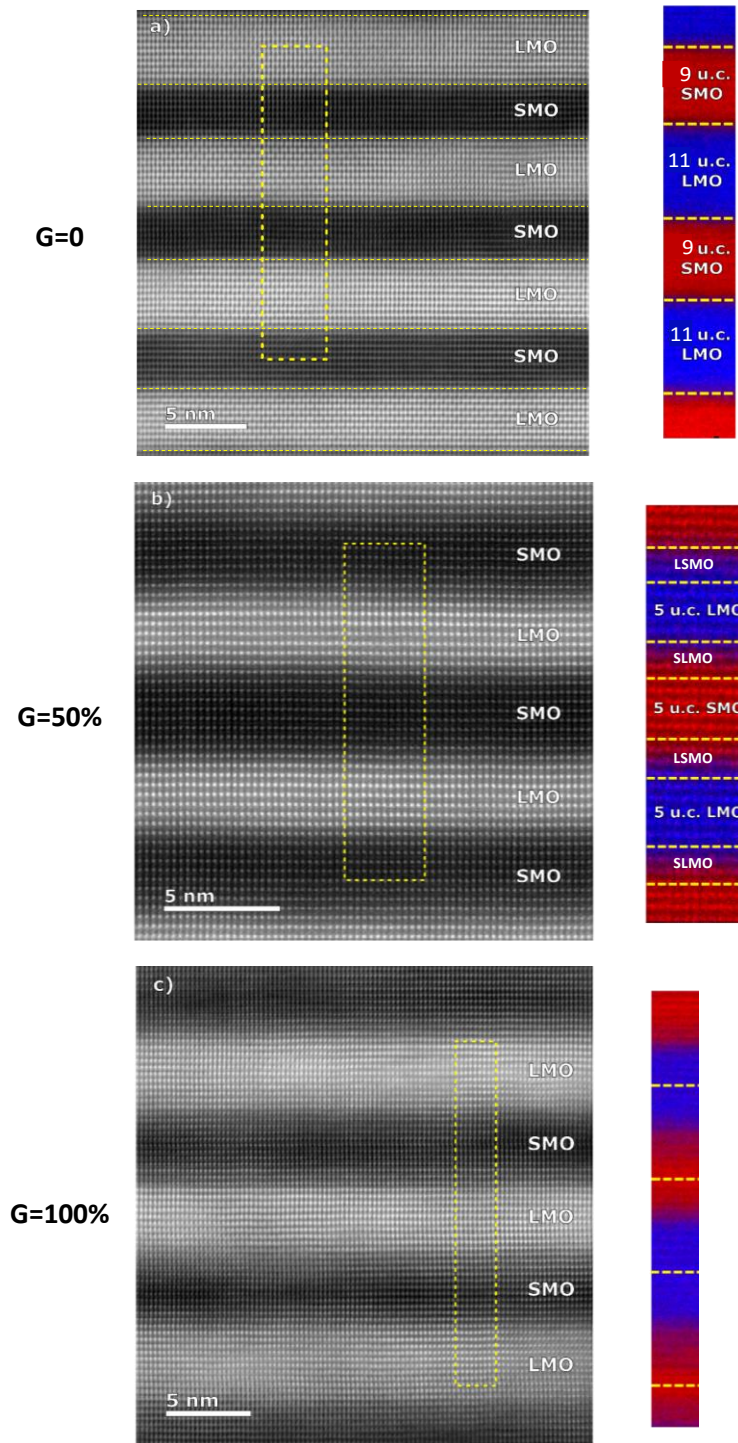 a)
LMO
SMO
LMO
SMO
LMO
SMO
LMO
5 nm
G=0
9 u.c.
SMO
11 u.c.
LMO
9 u.c.
SMO
11 u.c.
LMO
b)
SMO
LMO
SMO
LMO
SMO
5 nm
G=50%
LSMO
5 u.c. LMO
SLMO
5 u.c. SMO
LSMO
5 u.c. LMO
SLMO
c)
LMO
SMO
LMO
SMO
LMO
5 nm
G=100%